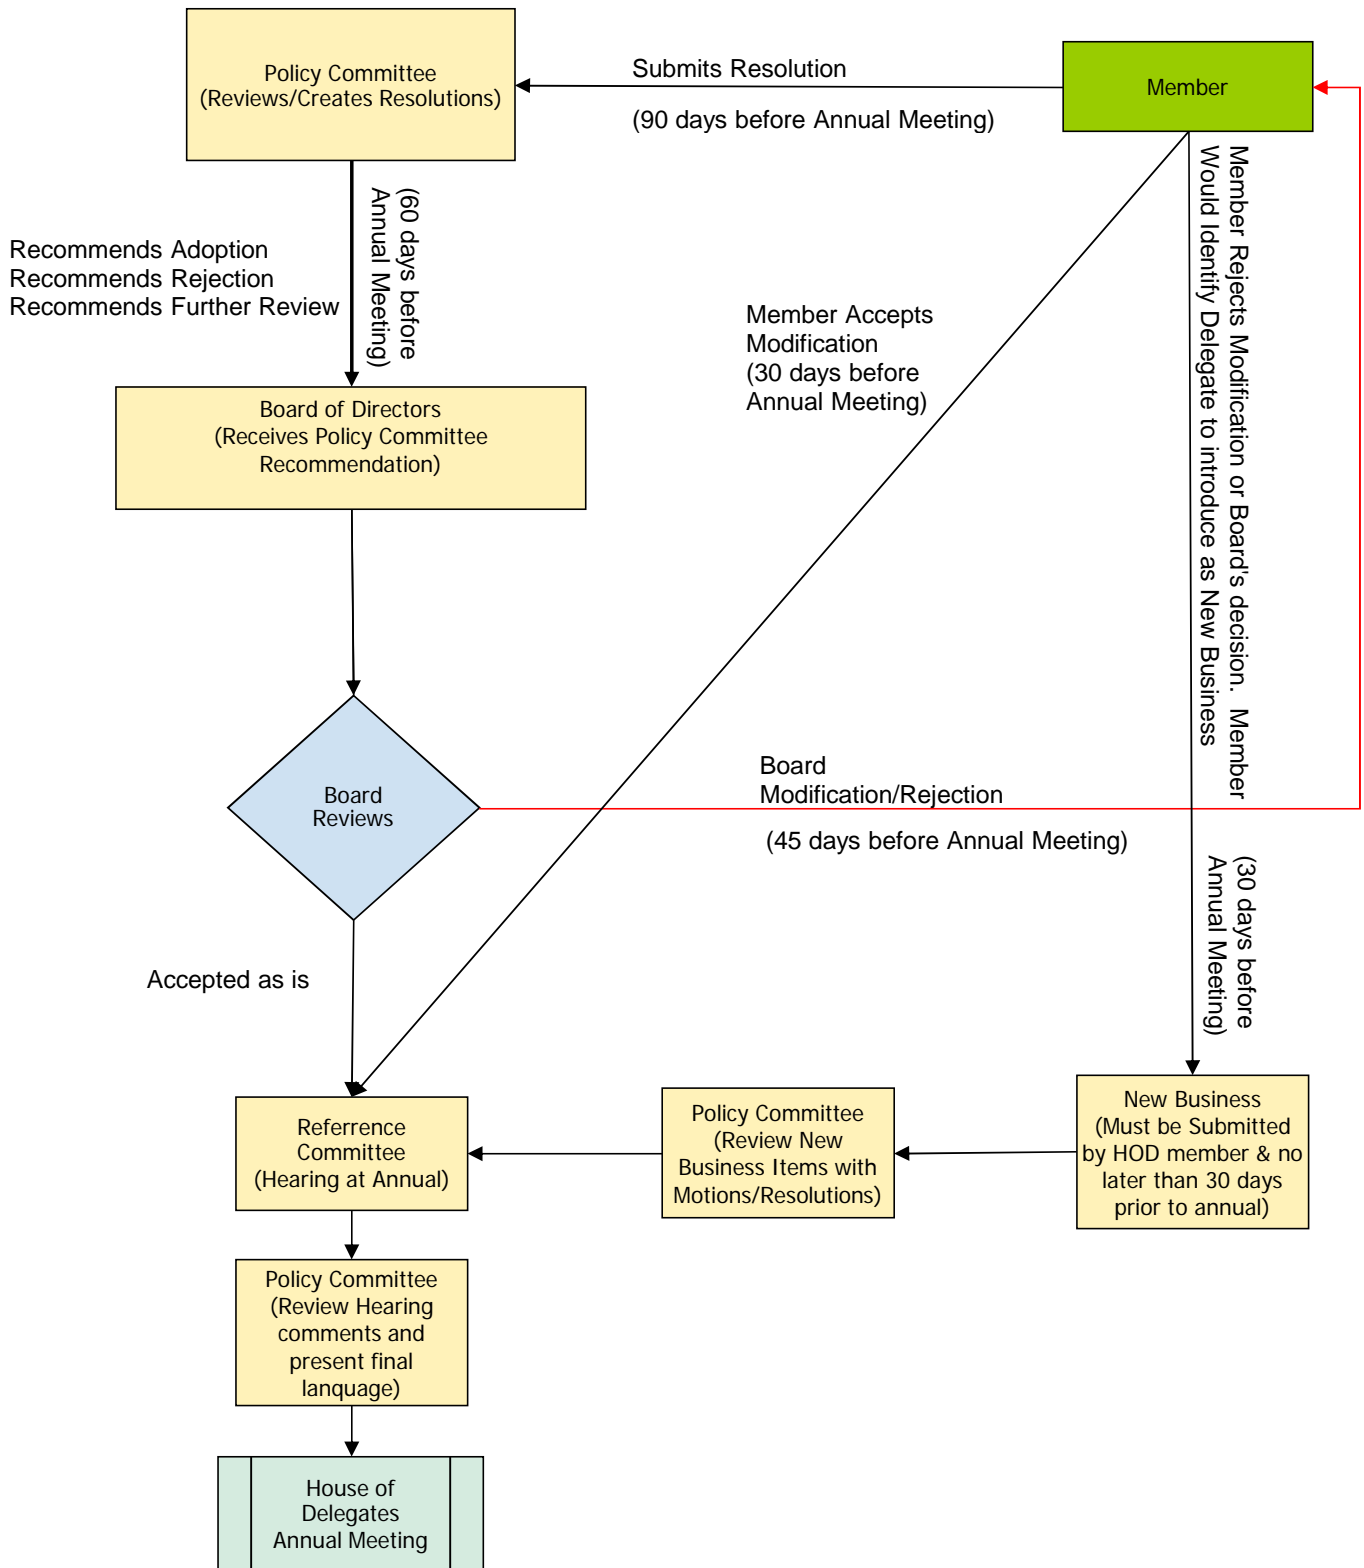 Policy Committee
(Reviews/Creates Resolutions)
Submits Resolution
(90 days before Annual Meeting)
Member
(60 days before
Annual Meeting)
Recommends Adoption
Recommends Rejection
Recommends Further Review
Member Rejects Modification or Board's decision.  Member
Would Identify Delegate to introduce as New Business
Member Accepts
Modification
(30 days before
Annual Meeting)
Board of Directors
(Receives Policy Committee
Recommendation)
Board
Reviews
Board
Modification/Rejection
(45 days before Annual Meeting)
(30 days before
Annual Meeting)
Accepted as is
Referrence
Committee
(Hearing at Annual)
Policy Committee
(Review New
Business Items with
Motions/Resolutions)
New Business
(Must be Submitted
by HOD member & no
later than 30 days
prior to annual)
Policy Committee
(Review Hearing
comments and
present final
lanquage)
House of
Delegates
Annual Meeting